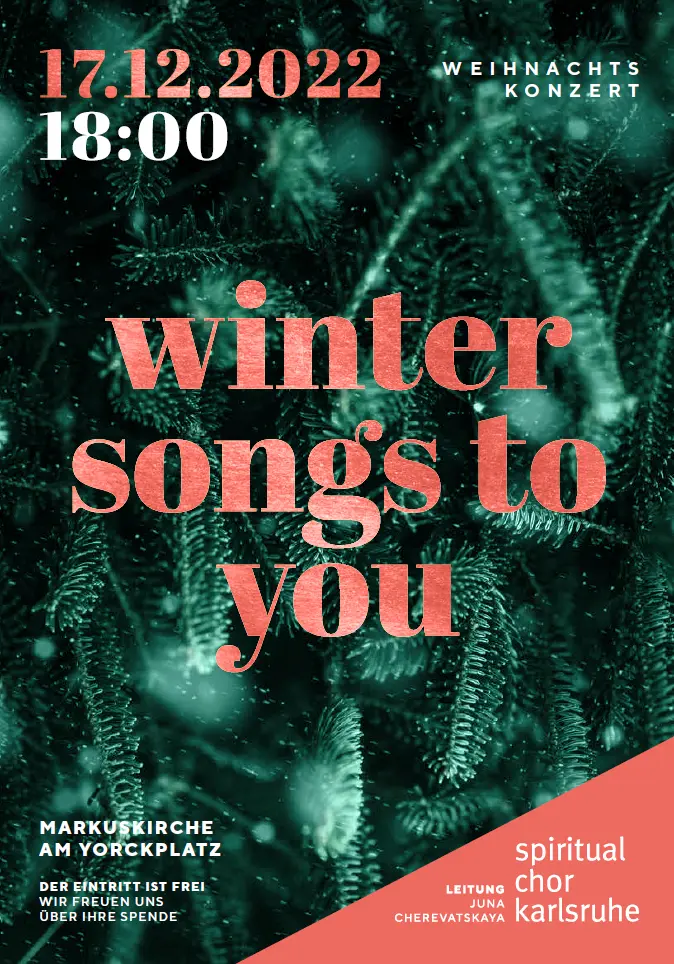 17.12.2022
18:00
WEIHNACHTS
KONZERT
winter
songs to
you
MARKUSKIRCHE
AM YORCKPLATZ
DER EINTRITT IST FREI
WIR FREUEN UNS
ÜBER IHRE SPENDE
LEITUNG
JUNA
CHEREVATSKAYA
spiritual
chor
karlsruhe